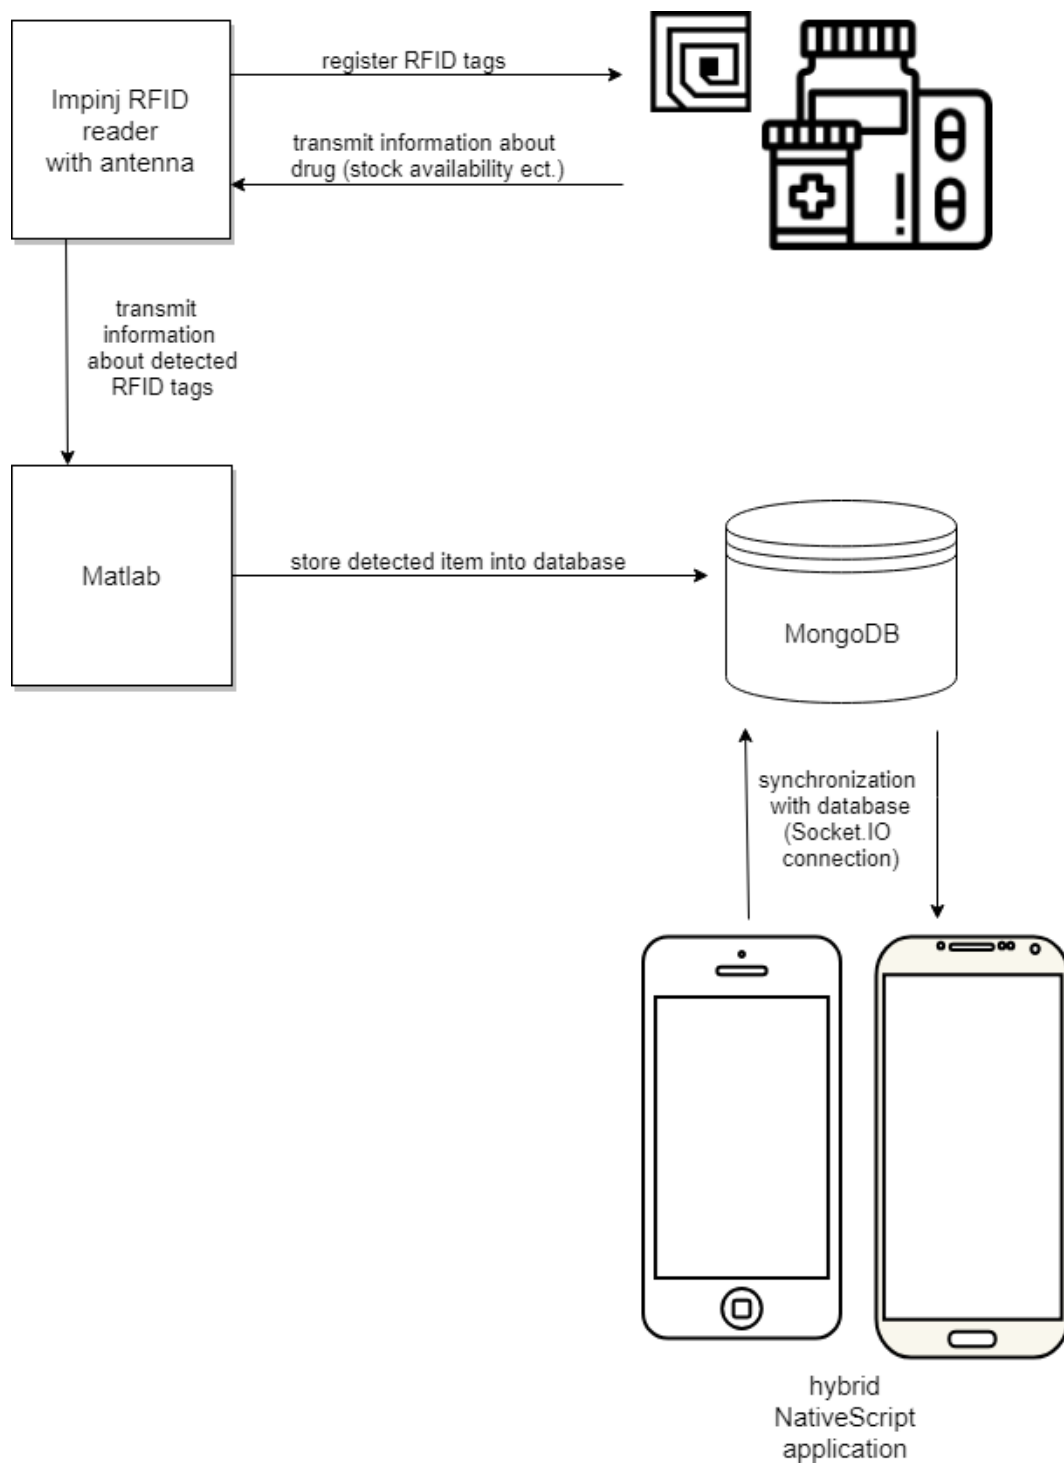 Impinj RFID
reader
with antenna
register RFID tags
transmit information about
drug (stock availability ect.)
transmit
information
about detected
RFID tags
Matlab
store detected item into database
MongoDB
synchronization
with database
(Socket.IO
connection)
hybrid
NativeScript
application